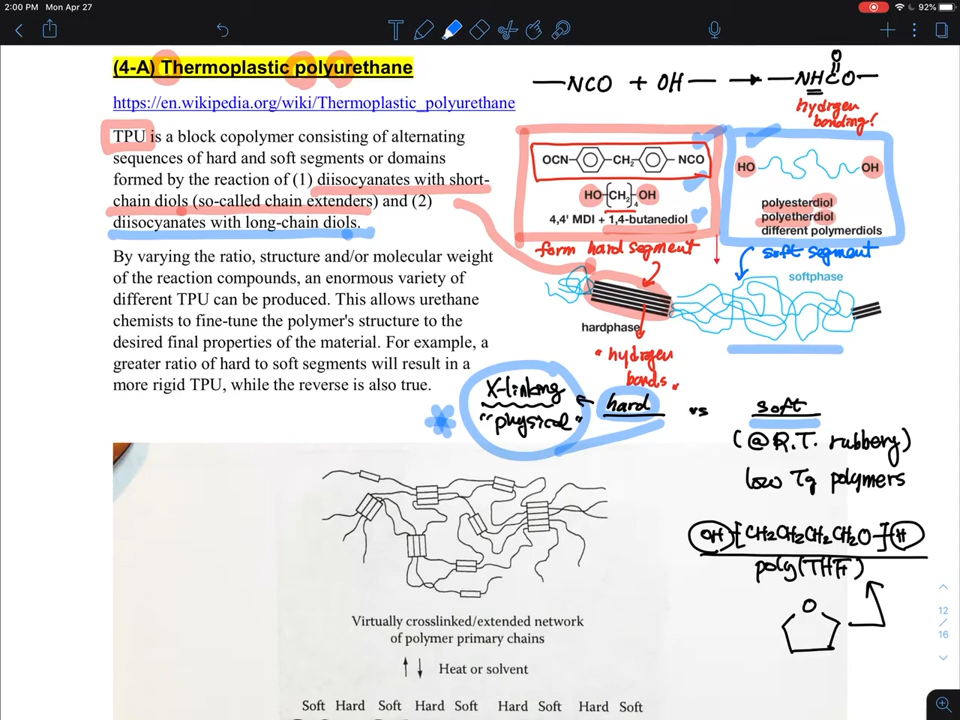 2:00 PM Mon Apr 27
92%
(4-A) Thermoplastic polyurethane
https://en.wikipedia.org/wiki/Thermoplastic_polyurethane
TPU is a block copolymer consisting of alternating
sequences of hard and soft segments or domains
formed by the reaction of (1) diisocyanates with short-
chain diols (so-called chain extenders) and (2)
diisocyanates with long-chain diols.
By varying the ratio, structure and/or molecular weight
of the reaction compounds, an enormous variety of
different TPU can be produced. This allows urethane
chemists to fine-tune the polymer's structure to the
desired final properties of the material. For example, a
greater ratio of hard to soft segments will result in a
more rigid TPU, while the reverse is also true.
—NCO + OH— → —NHCO—
O
hydrogen
bonding!
OCN CH2 NCO
HO [CH2]4 OH
4,4' MDI + 1,4-butanediol
form hard segment
HO OH
polyesterdiol
polyetherdiol
different polymerdiols
soft segment
softphase
hardphase
"hydrogen
bonds"
X-linking
"physical"
← hard vs soft
(@R.T. rubbery)
low Tg polymers
OH-[CH2CH2CH2CH2O-]-H
poly(THF)
O
Virtually crosslinked/extended network
of polymer primary chains
↑↓ Heat or solvent
Soft Hard Soft Hard Soft Hard Soft Hard Soft
12
/
16